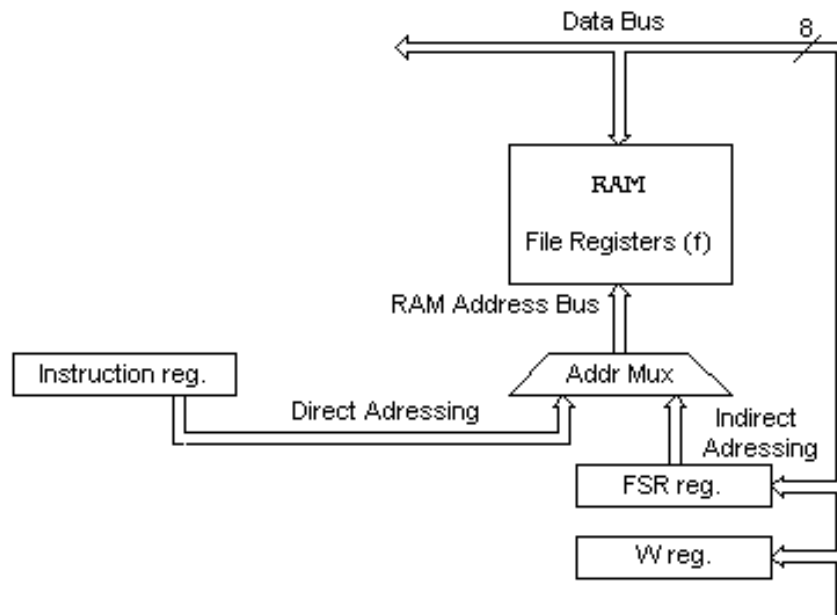 Data Bus
8
RAM
File Registers (f)
RAM Address Bus
Instruction reg.
Addr Mux
Direct Adressing
Indirect
Adressing
FSR reg.
W reg.